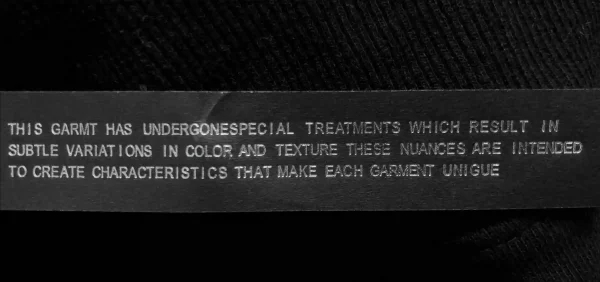 THIS GARMT HAS UNDERGONESPECIAL TREATMENTS WHICH RESULT IN
SUBTLE VARIATIONS IN COLOR AND TEXTURE THESE NUANCES ARE INTENDED
TO CREATE CHARACTERISTICS THAT MAKE EACH GARMENT UNIGUE